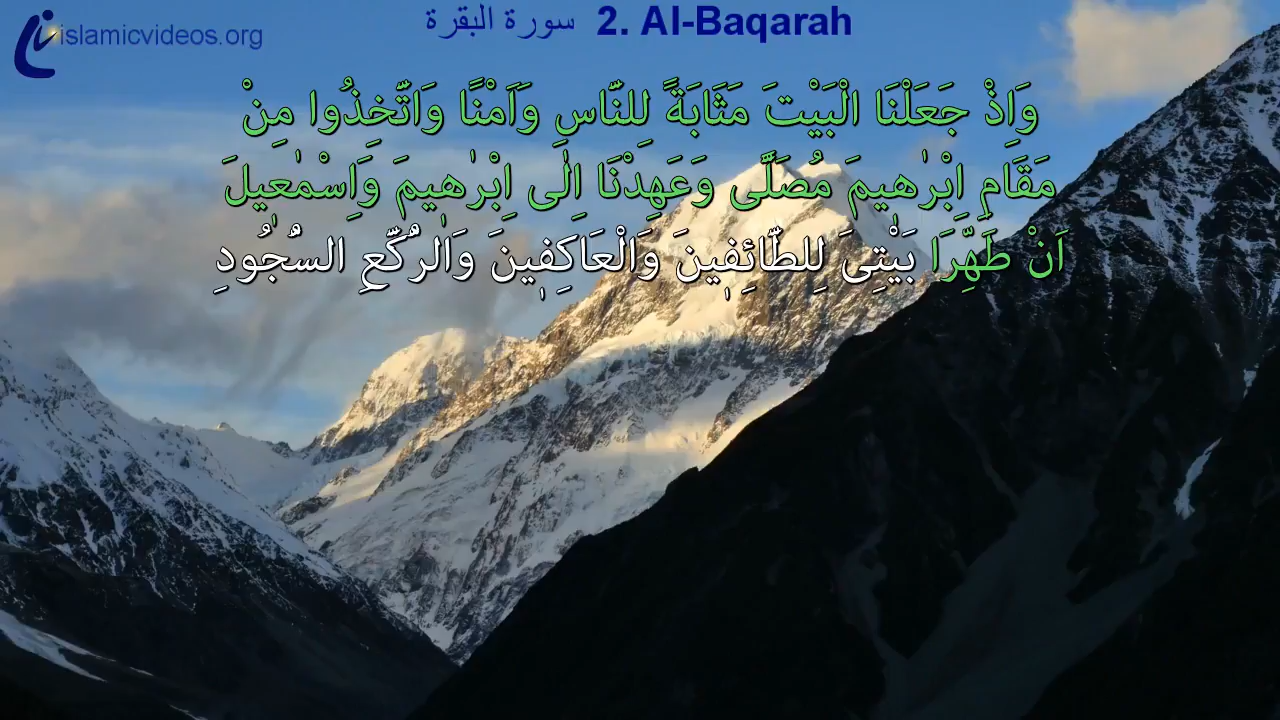 islamicvideos.org
سورة البقرة 2. Al-Baqarah
وَاِذْ جَعَلْنَا الْبَيْتَ مَثَابَةً لِلنَّاسِ وَاَمْنًا وَاتَّخِذُوا مِنْ
مَقَامِ اِبْرٰهٖيمَ مُصَلًّى وَعَهِدْنَا اِلٰى اِبْرٰهٖيمَ وَاِسْمٰعٖيلَ
اَنْ طَهِّرَا بَيْتِىَ لِلطَّائِفٖينَ وَالْعَاكِفٖينَ وَالرُّكَّعِ السُّجُودِ